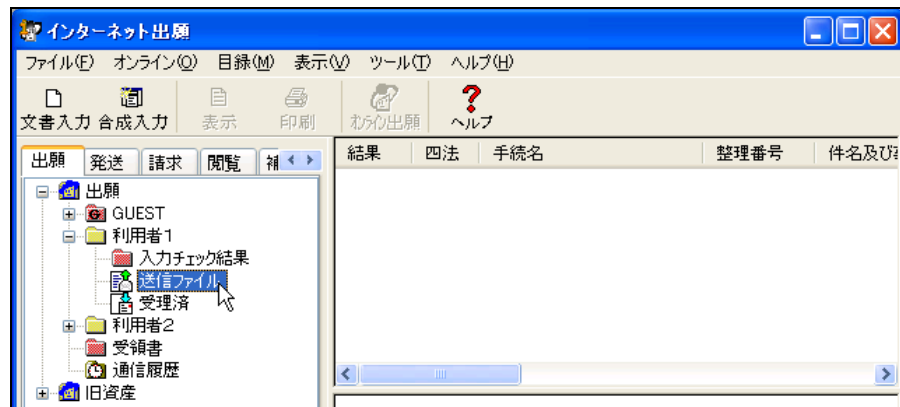 インターネット出願
ファイル(F) オンライン(O) 目録(M) 表示(V) ツール(T) ヘルプ(H)
文書入力 合成入力 表示 印刷 オンライン出願 ヘルプ
出願 発送 請求 閲覧 補
結果 四法 手続名 整理番号 件名及び
出願
GUEST
利用者1
入力チェック結果
送信ファイル
受理済
利用者2
受領書
通信履歴
旧資産